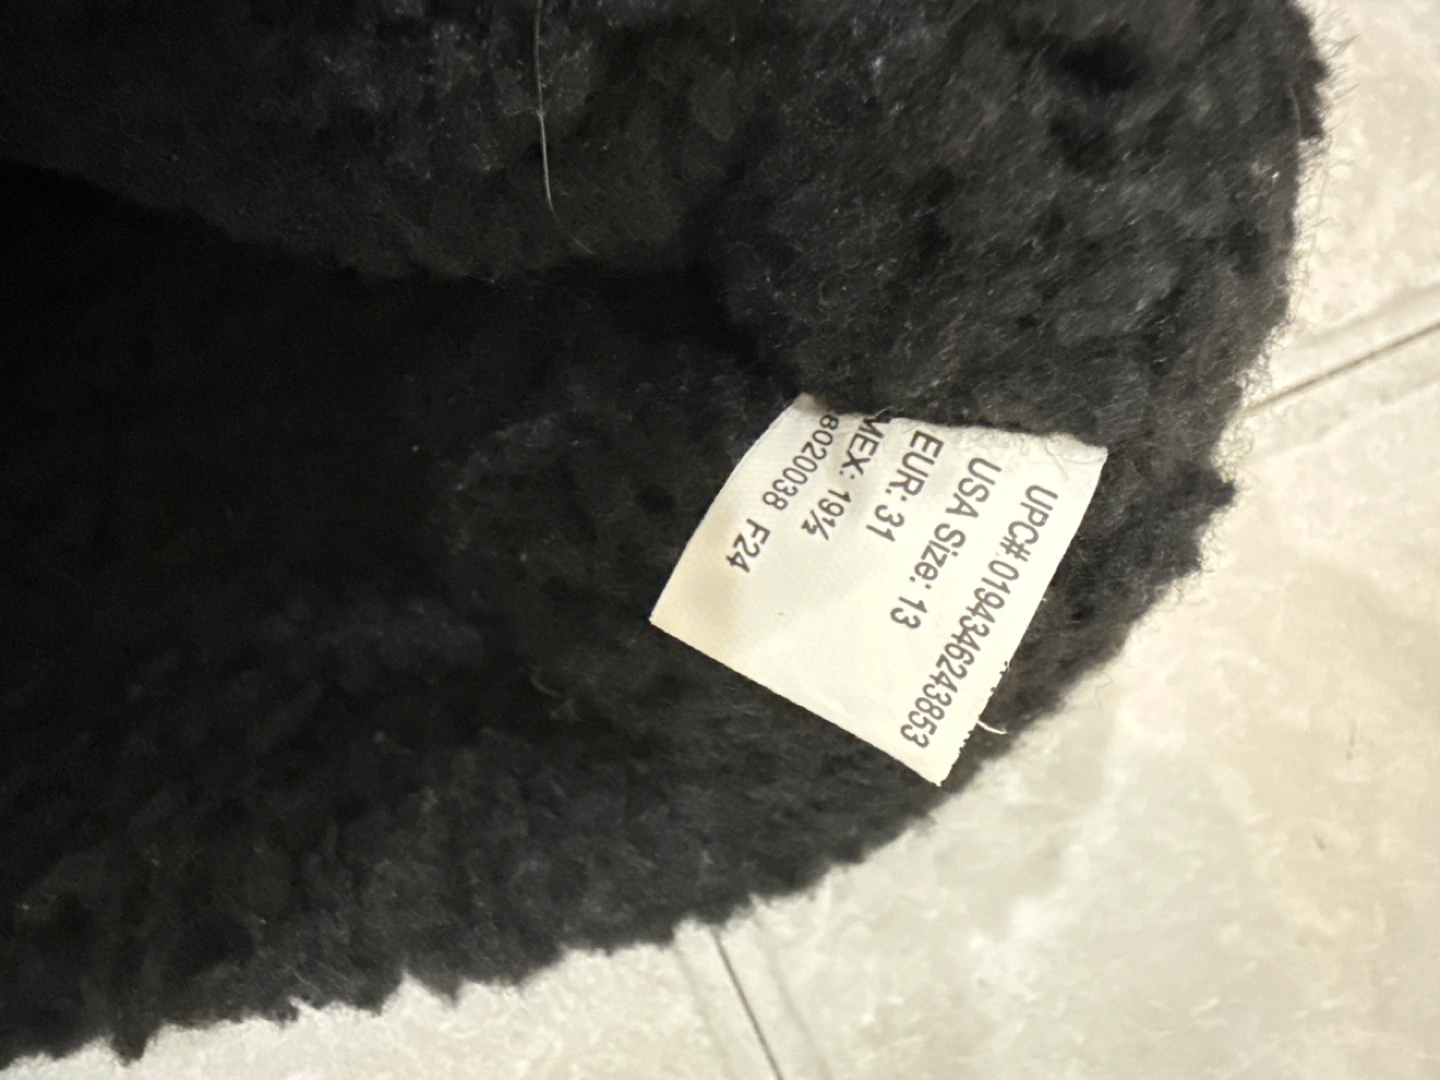 UPC#:0194346243853
USA Size: 13
EUR: 31
MEX: 19½
8020038 F24